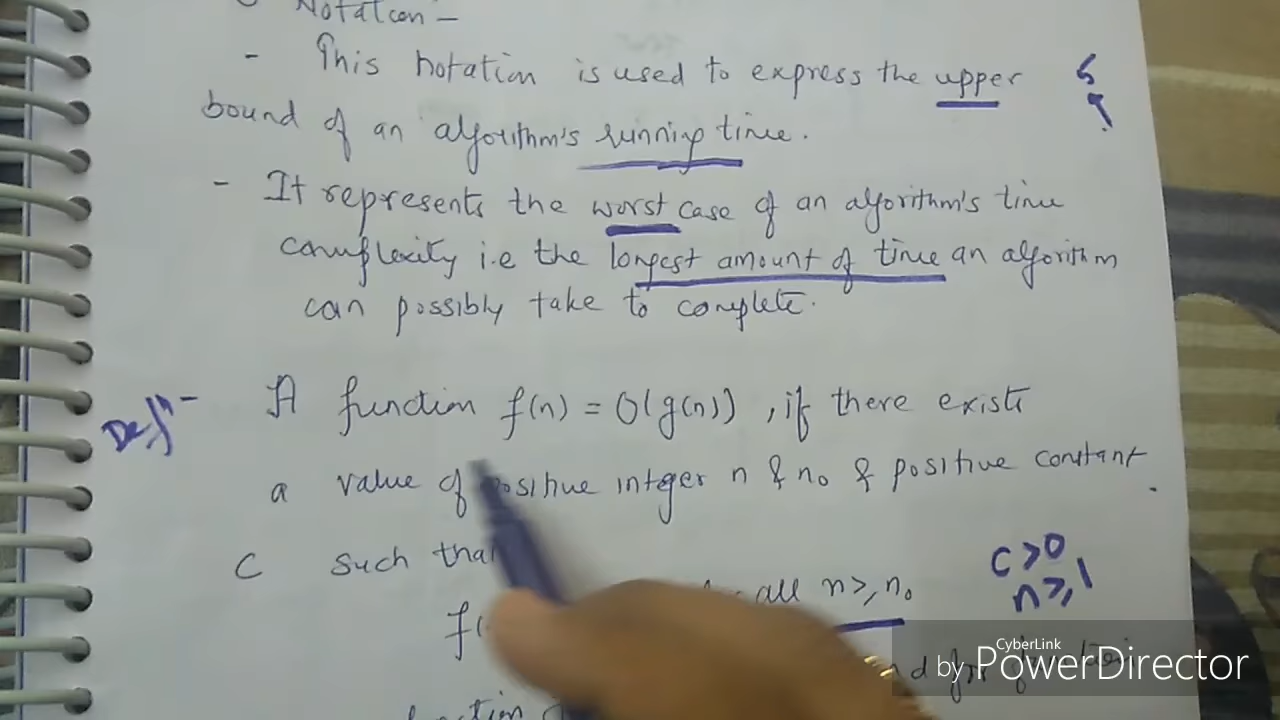 Notation -
- This notation is used to express the upper
bound of an algorithm's running time.
- It represents the worst case of an algorithm's time
complexity i.e the longest amount of time an algorithm
can possibly take to complete.
Defⁿ - A function f(n) = O(g(n)), if there exists
a value of positive integer n & n₀ & positive constant
C such that
c>0
n≥1
f( all n≥n₀
for function
CyberLink
by PowerDirector